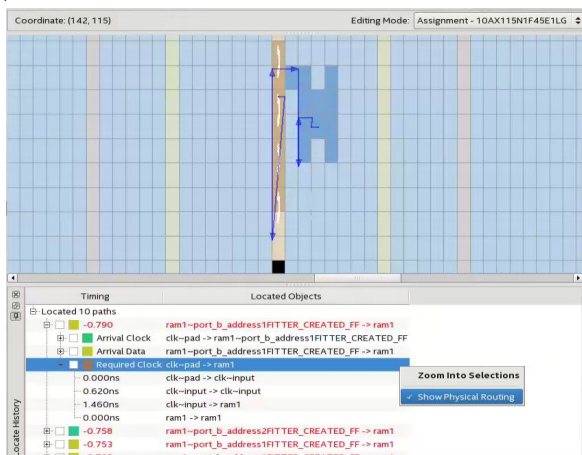 Coordinate: (142, 115) Editing Mode: Assignment - 10AX115N1F45E1LG
Timing Located Objects
Located 10 paths
-0.790 ram1~port_b_address1FITTER_CREATED_FF -> ram1
Arrival Clock clk~pad -> ram1~port_b_address1FITTER_CREATED_FF
Arrival Data ram1~port_b_address1FITTER_CREATED_FF -> ram1
Required Clock clk~pad -> ram1
Zoom Into Selections
0.000ns clk~pad -> clk~input
✓ Show Physical Routing
0.620ns clk~input -> clk~input
1.460ns clk~input -> ram1
0.000ns ram1 -> ram1
-0.758 ram1~port_b_address2FITTER_CREATED_FF -> ram1
-0.753 ram1~port_b_address1FITTER_CREATED_FF -> ram1
Locate History